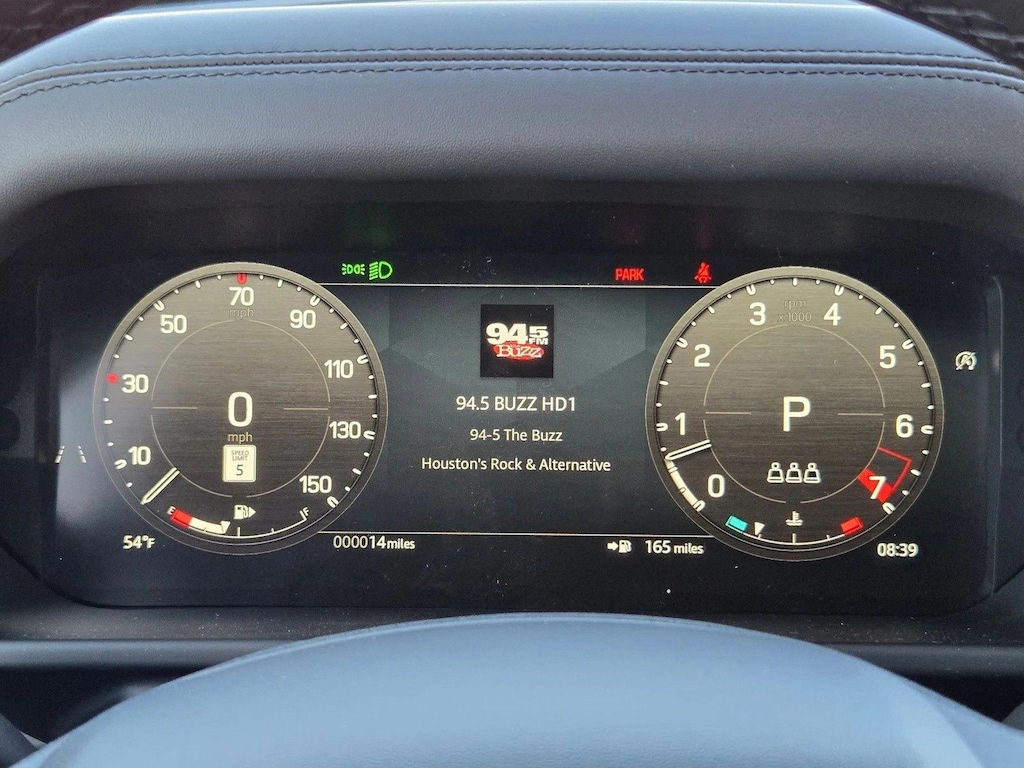 PARK
70
mph
50
90
30
110
10
130
150
0
mph
SPEED
LIMIT
5
E
F
54°F
000014 miles
94.5
FM
Buzz
94.5 BUZZ HD1
94-5 The Buzz
Houston's Rock & Alternative
165 miles
rpm
x1000
3
4
2
5
1
6
0
7
P
08:39